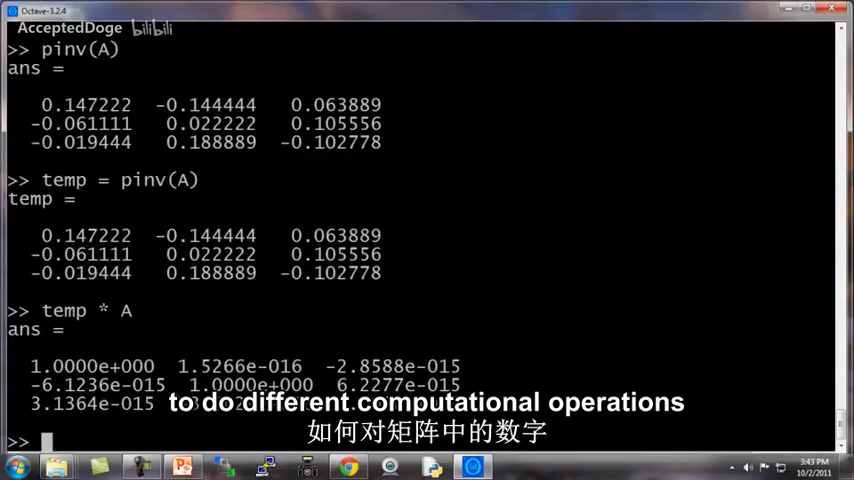 Octave-3.2.4
AcceptedDoge bilibili
>> pinv(A)
ans =
0.147222 -0.144444 0.063889
-0.061111 0.022222 0.105556
-0.019444 0.188889 -0.102778
>> temp = pinv(A)
temp =
0.147222 -0.144444 0.063889
-0.061111 0.022222 0.105556
-0.019444 0.188889 -0.102778
>> temp * A
ans =
1.0000e+000 1.5266e-016 -2.8588e-015
-6.1236e-015 1.0000e+000 6.2277e-015
3.1364e-015
to do different computational operations
如何对矩阵中的数字
>>
3:43 PM
10/2/2011